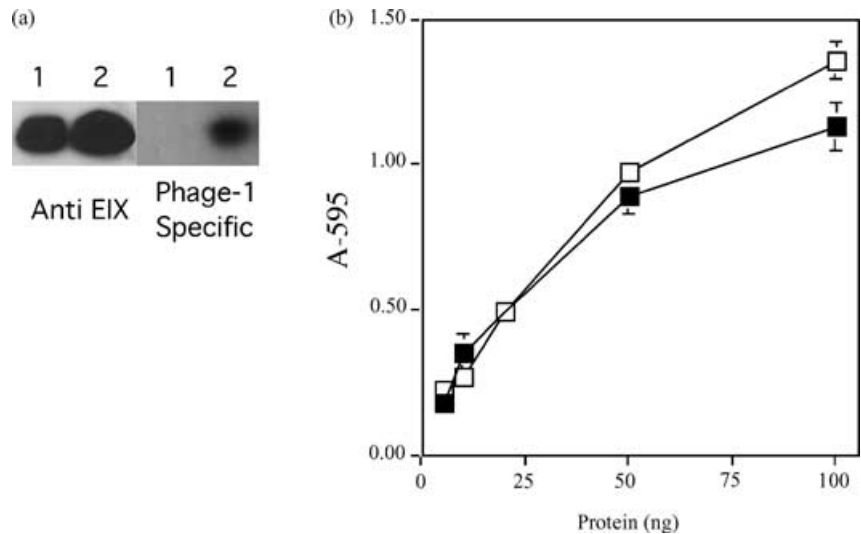 (a)
1 2 1 2
Anti EIX
Phage-1
Specific
(b)
1.50
1.00
0.50
0.00
A-595
0 25 50 75 100
Protein (ng)